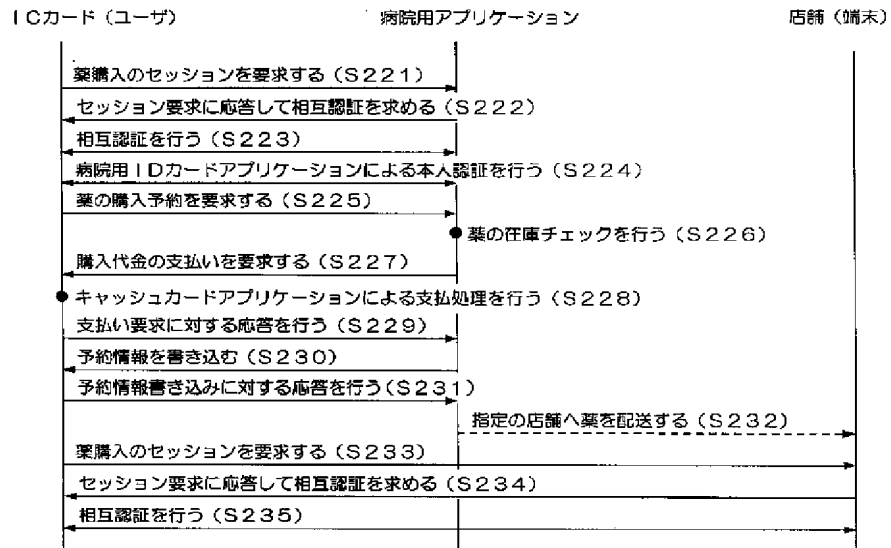 ＩＣカード（ユーザ）　病院用アプリケーション　店舗（端末）
薬購入のセッションを要求する（Ｓ２２１）
セッション要求に応答して相互認証を求める（Ｓ２２２）
相互認証を行う（Ｓ２２３）
病院用ＩＤカードアプリケーションによる本人認証を行う（Ｓ２２４）
薬の購入予約を要求する（Ｓ２２５）
薬の在庫チェックを行う（Ｓ２２６）
購入代金の支払いを要求する（Ｓ２２７）
キャッシュカードアプリケーションによる支払処理を行う（Ｓ２２８）
支払い要求に対する応答を行う（Ｓ２２９）
予約情報を書き込む（Ｓ２３０）
予約情報書き込みに対する応答を行う（Ｓ２３１）
指定の店舗へ薬を配送する（Ｓ２３２）
薬購入のセッションを要求する（Ｓ２３３）
セッション要求に応答して相互認証を求める（Ｓ２３４）
相互認証を行う（Ｓ２３５）